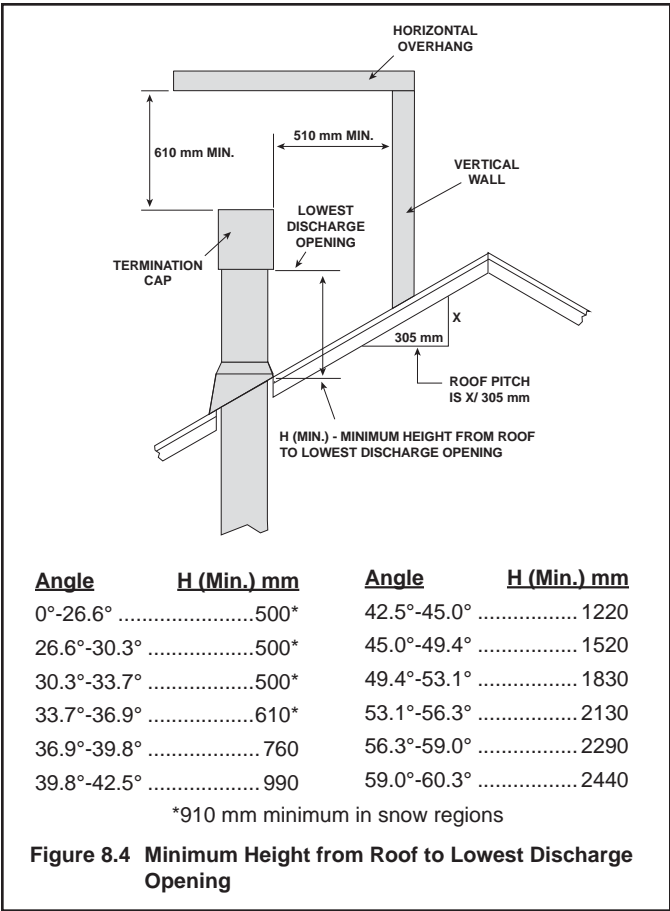 HORIZONTAL
OVERHANG
510 mm MIN.
610 mm MIN.
VERTICAL
WALL
LOWEST
DISCHARGE
OPENING
TERMINATION
CAP
X
305 mm
ROOF PITCH
IS X/ 305 mm
H (MIN.) - MINIMUM HEIGHT FROM ROOF
TO LOWEST DISCHARGE OPENING
Angle H (Min.) mm
0°-26.6° .......................500*
26.6°-30.3° ..................500*
30.3°-33.7° ..................500*
33.7°-36.9° ..................610*
36.9°-39.8° ................... 760
39.8°-42.5° ................... 990
Angle H (Min.) mm
42.5°-45.0° ................. 1220
45.0°-49.4° ................. 1520
49.4°-53.1° ................. 1830
53.1°-56.3° ................. 2130
56.3°-59.0° ................. 2290
59.0°-60.3° ................. 2440
*910 mm minimum in snow regions
Figure 8.4 Minimum Height from Roof to Lowest Discharge
Opening